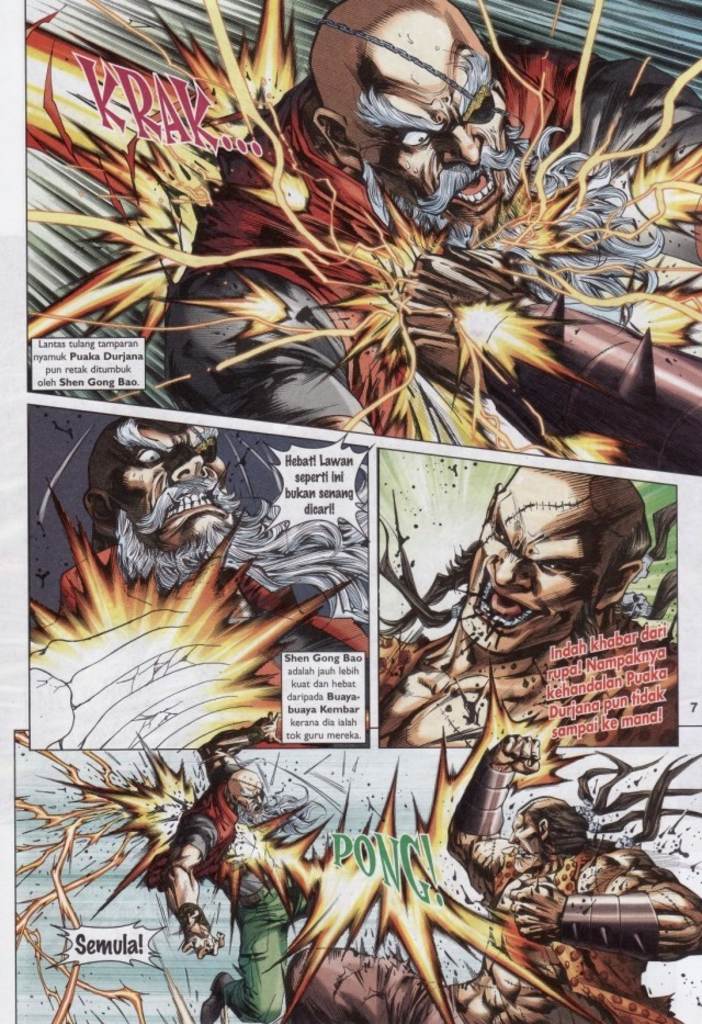 KRAK...
Lantas tulang tamparan
nyamuk Puaka Durjana
pun retak ditumbuk
oleh Shen Gong Bao.
Hebat! Lawan
seperti ini
bukan senang
dicari!
Shen Gong Bao
adalah jauh lebih
kuat dan hebat
daripada Buaya-
buaya Kembar
kerana dia ialah
tok guru mereka.
Indah khabar dari
rupa! Nampaknya
kehandalan Puaka
Durjana pun tidak
sampai ke mana!
7
PONG!
Semula!